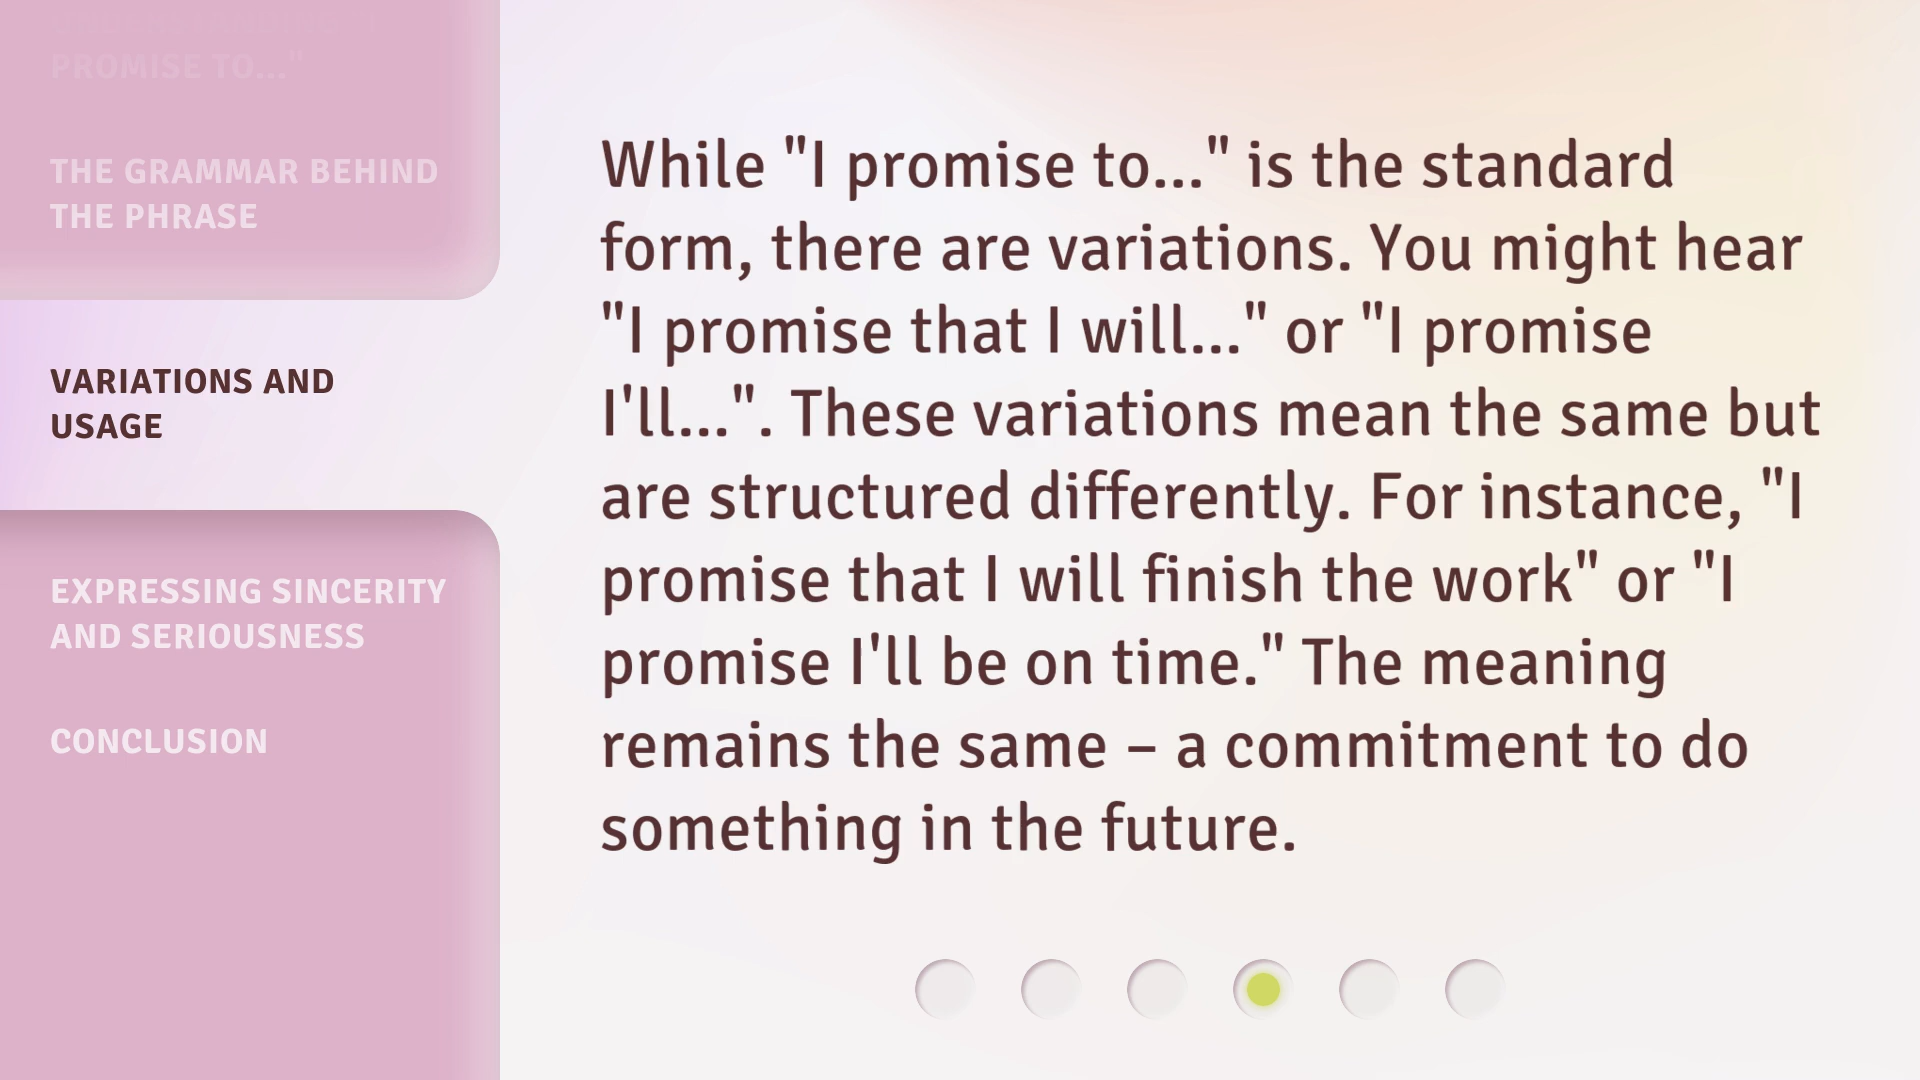 PROMISE TO..."
THE GRAMMAR BEHIND
THE PHRASE
VARIATIONS AND
USAGE
EXPRESSING SINCERITY
AND SERIOUSNESS
CONCLUSION
While "I promise to..." is the standard
form, there are variations. You might hear
"I promise that I will..." or "I promise
I'll...". These variations mean the same but
are structured differently. For instance, "I
promise that I will finish the work" or "I
promise I'll be on time." The meaning
remains the same – a commitment to do
something in the future.